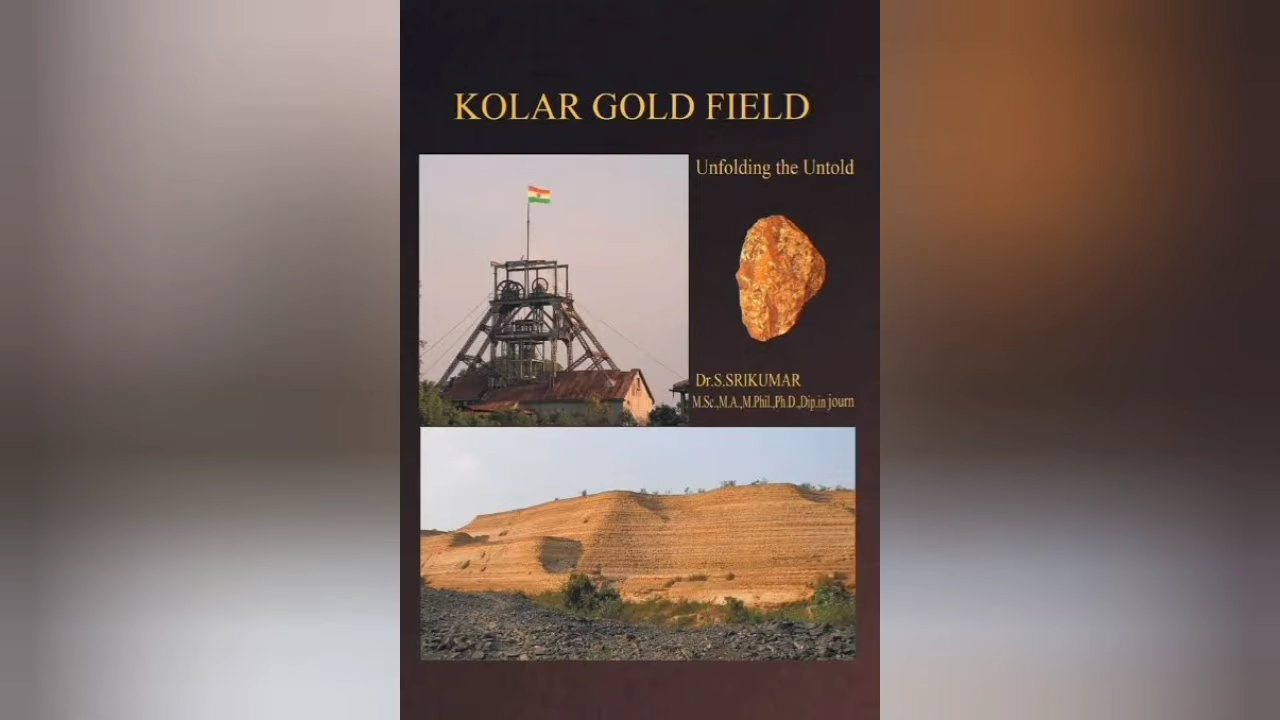 KOLAR GOLD FIELD
Unfolding the Untold
Dr.S.SRIKUMAR
M.Sc.,M.A.,M.Phil.,Ph.D.,Dip.in journ